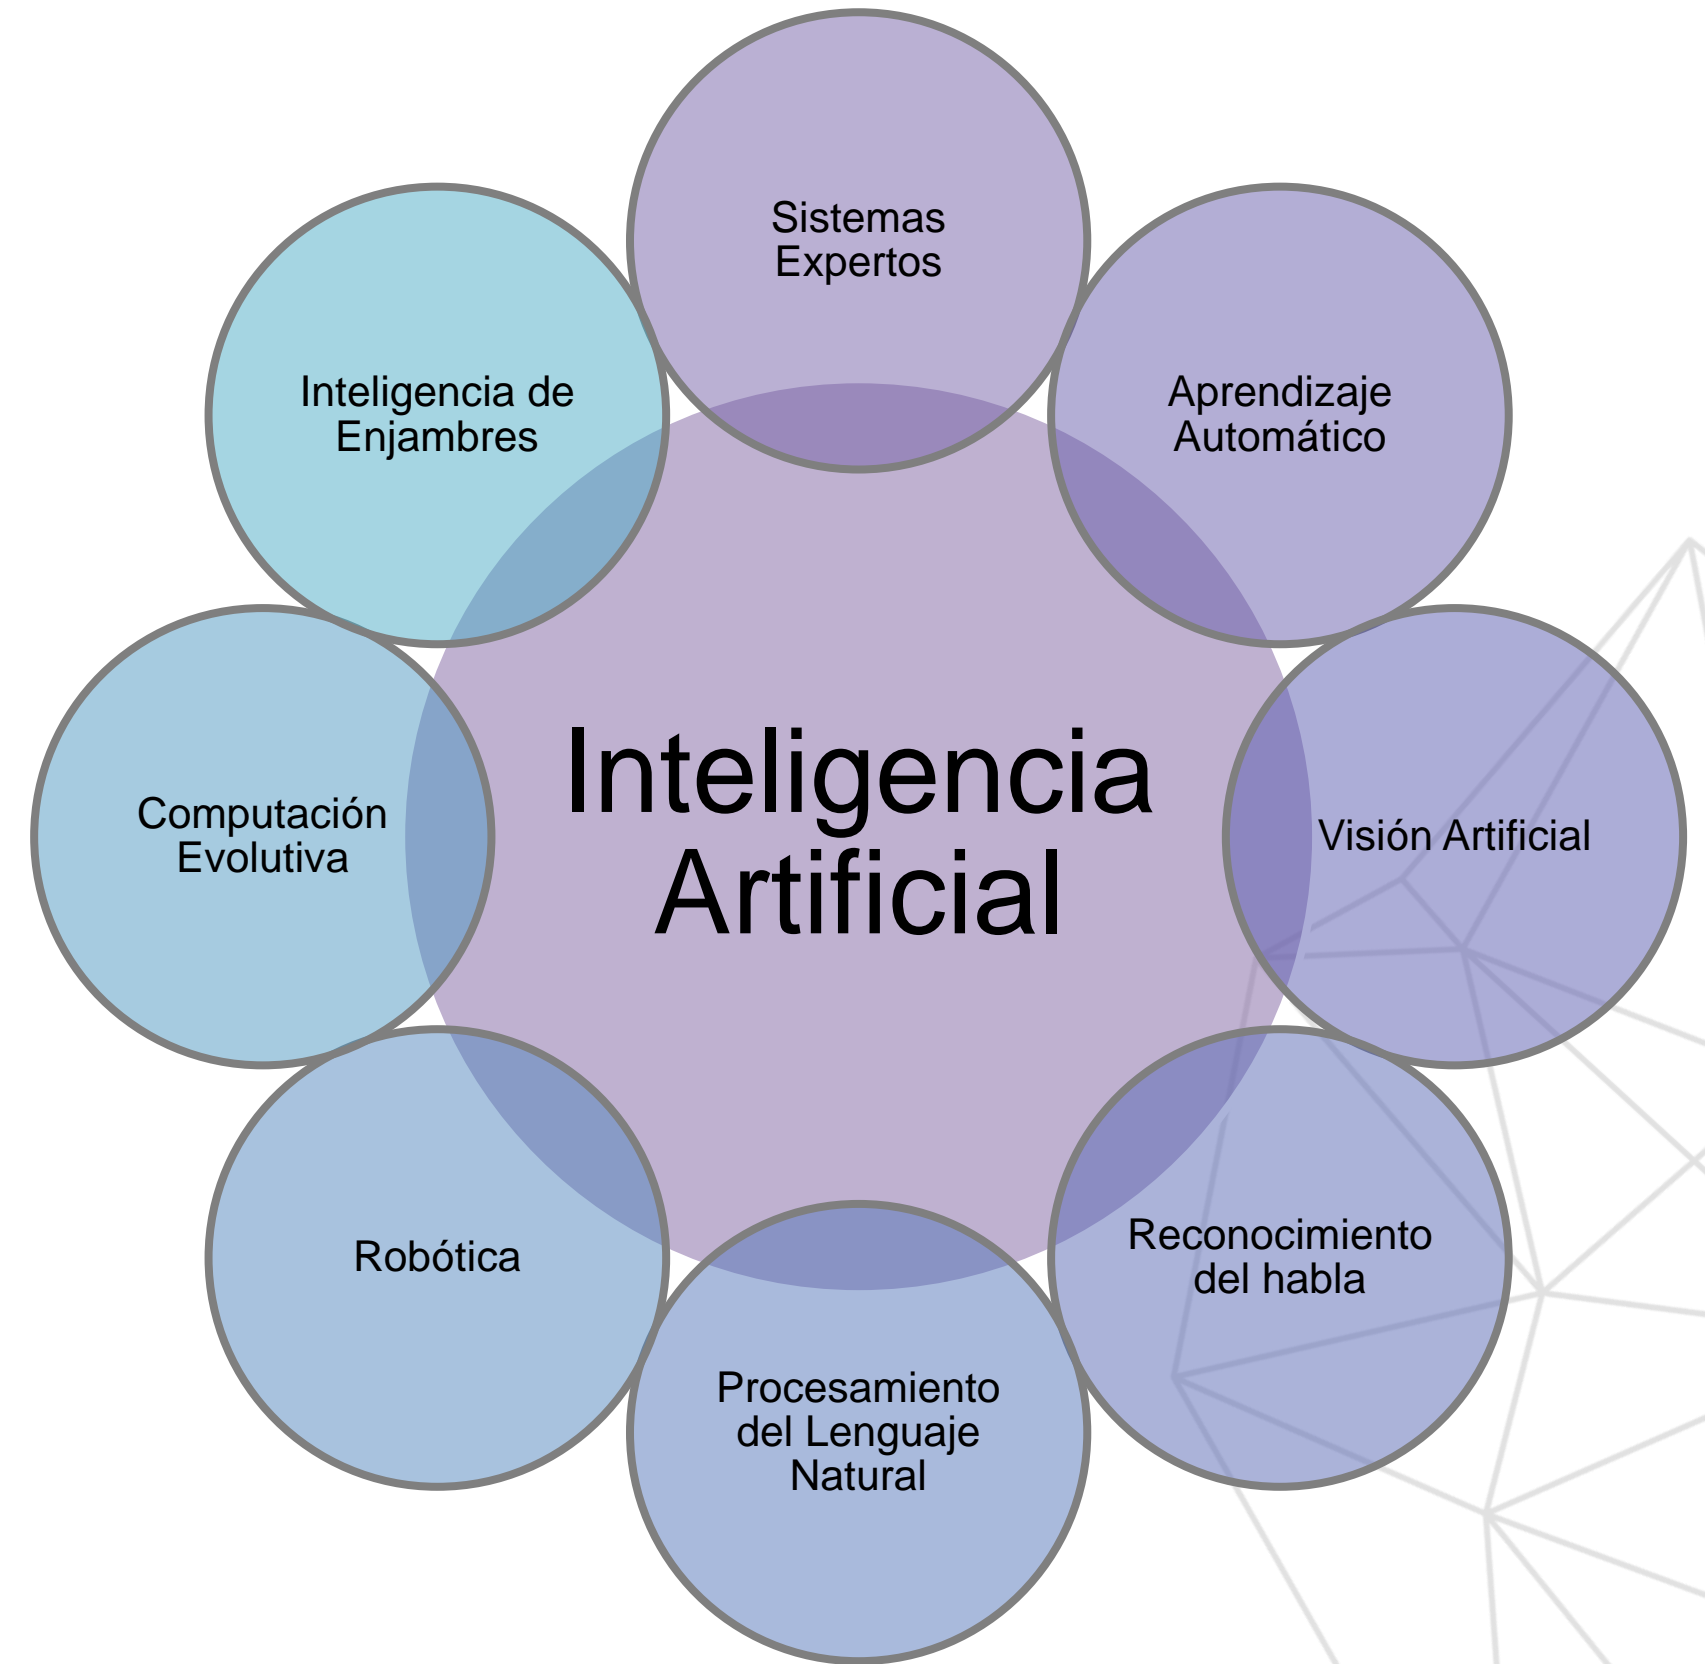 Sistemas
Expertos
Aprendizaje
Automático
Visión Artificial
Reconocimiento
del habla
Procesamiento
del Lenguaje
Natural
Robótica
Computación
Evolutiva
Inteligencia de
Enjambres
Inteligencia
Artificial